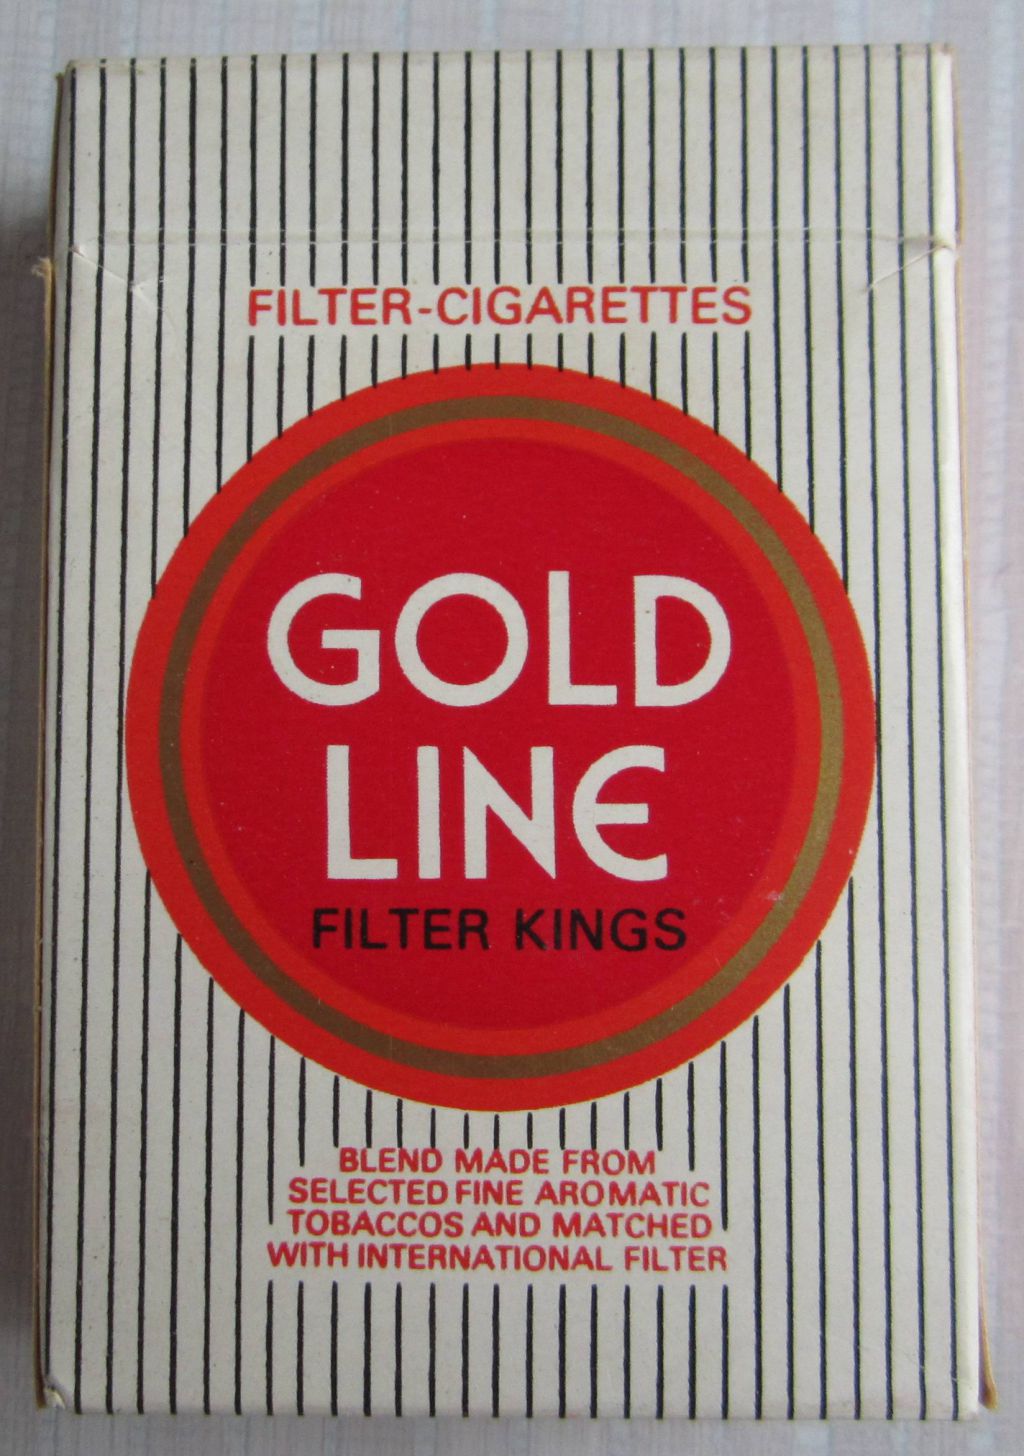 FILTER-CIGARETTES
GOLD
LINE
FILTER KINGS
BLEND MADE FROM
SELECTED FINE AROMATIC
TOBACCOS AND MATCHED
WITH INTERNATIONAL FILTER